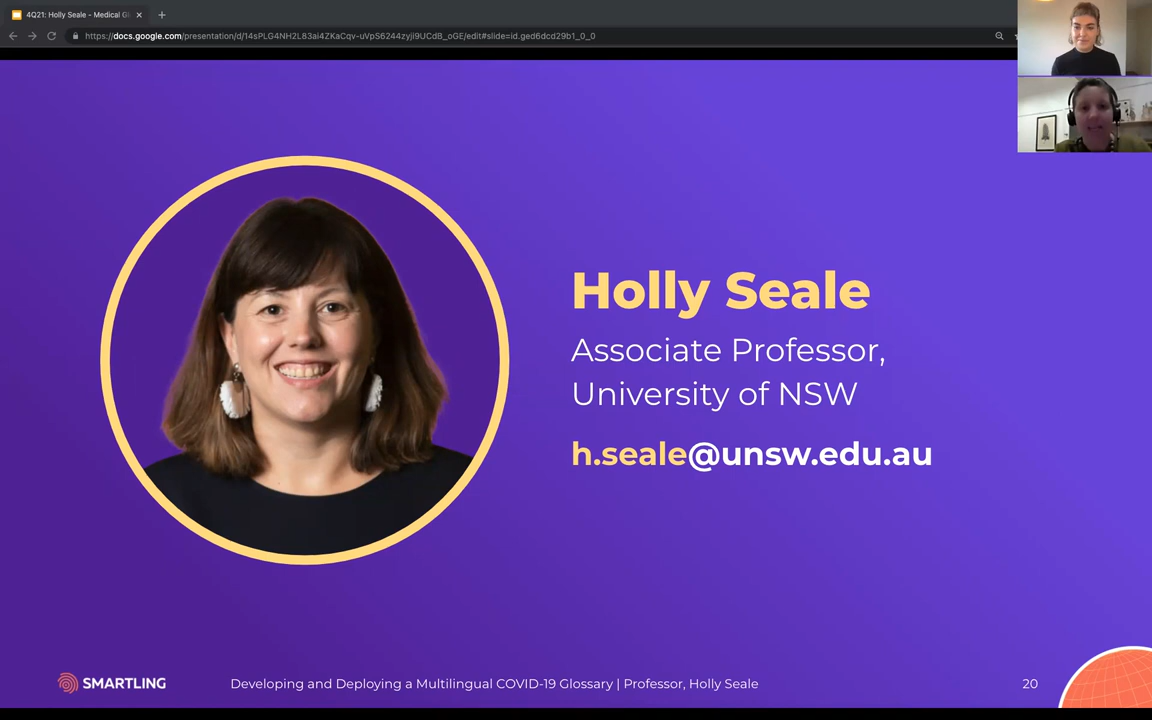 4Q21: Holly Seale - Medical Gl
https://docs.google.com/presentation/d/14sPLG4NH2L83ai4ZKaCqv-uVpS6244zyji9UCdB_oGE/edit#slide=id.ged6dcd29b1_0_0
Holly Seale
Associate Professor,
University of NSW
h.seale@unsw.edu.au
SMARTLING
Developing and Deploying a Multilingual COVID-19 Glossary | Professor, Holly Seale
20